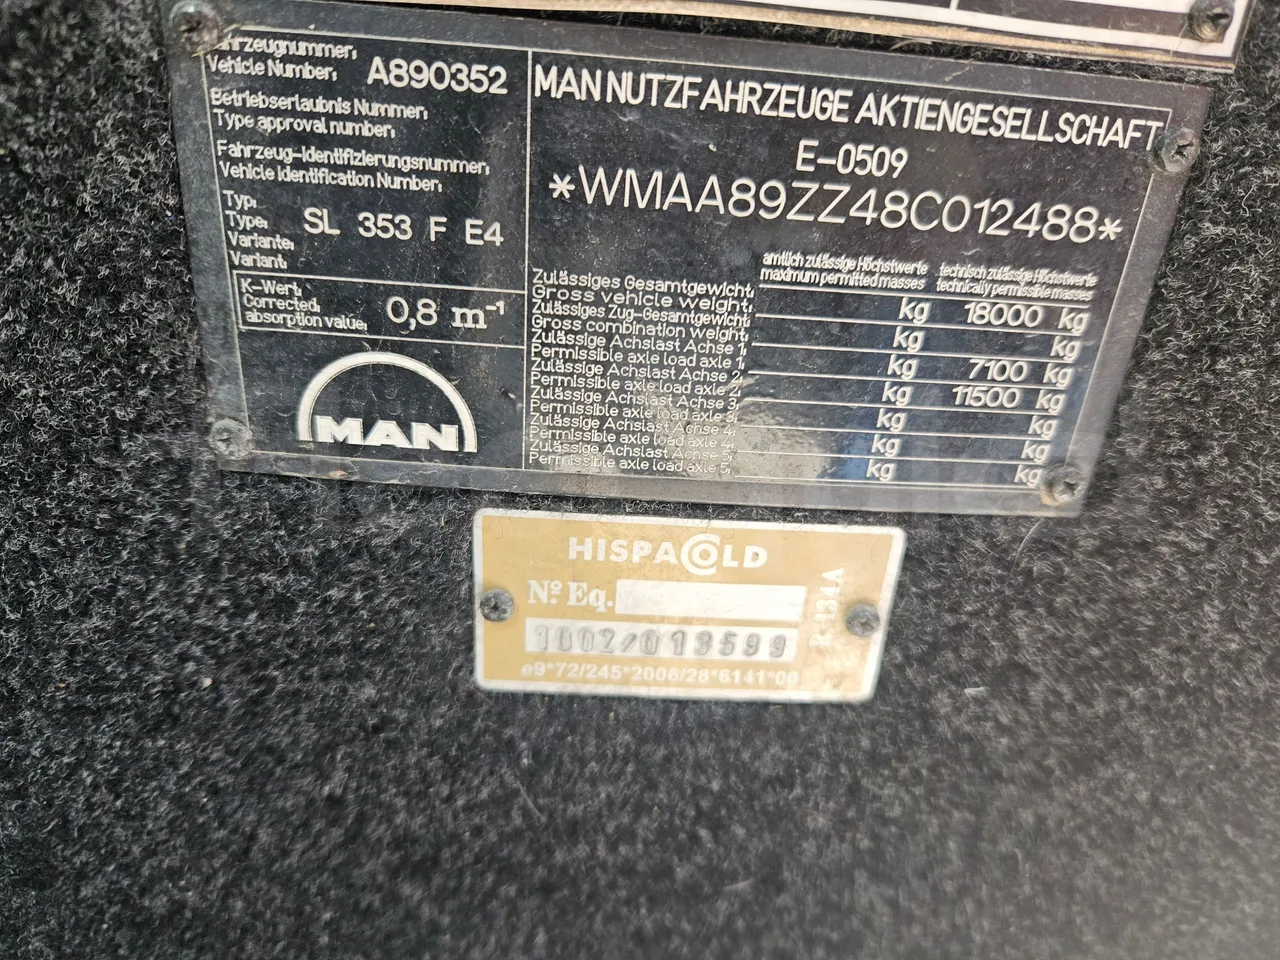 Fahrzeugnummer:
Vehicle Number: A890352
Betriebserlaubnis Nummer:
Type approval number:
Fahrzeug-Identifizierungsnummer:
Vehicle Identification Number:
Typ:
Type: SL 353 F E4
Variante:
Variant:
K-Wert:
Corrected
absorption value: 0,8 m⁻¹
MAN
MAN NUTZFAHRZEUGE AKTIENGESELLSCHAFT
E-0509
*WMAA89ZZ48C012488*
amtlich zulässige Höchstwerte technisch zulässige Höchstwerte
maximum permitted masses technically permissible masses
Zulässiges Gesamtgewicht:
Gross vehicle weight: kg 18000 kg
Zulässiges Zug-Gesamtgewicht:
Gross combination weight: kg kg
Zulässige Achslast Achse 1:
Permissible axle load axle 1: kg 7100 kg
Zulässige Achslast Achse 2:
Permissible axle load axle 2: kg 11500 kg
Zulässige Achslast Achse 3:
Permissible axle load axle 3: kg kg
Zulässige Achslast Achse 4:
Permissible axle load axle 4: kg kg
Zulässige Achslast Achse 5:
Permissible axle load axle 5: kg kg
HISPACOLD
Nº Eq.
1002/013599
e9*72/245*2006/28*6141*00
R 134A